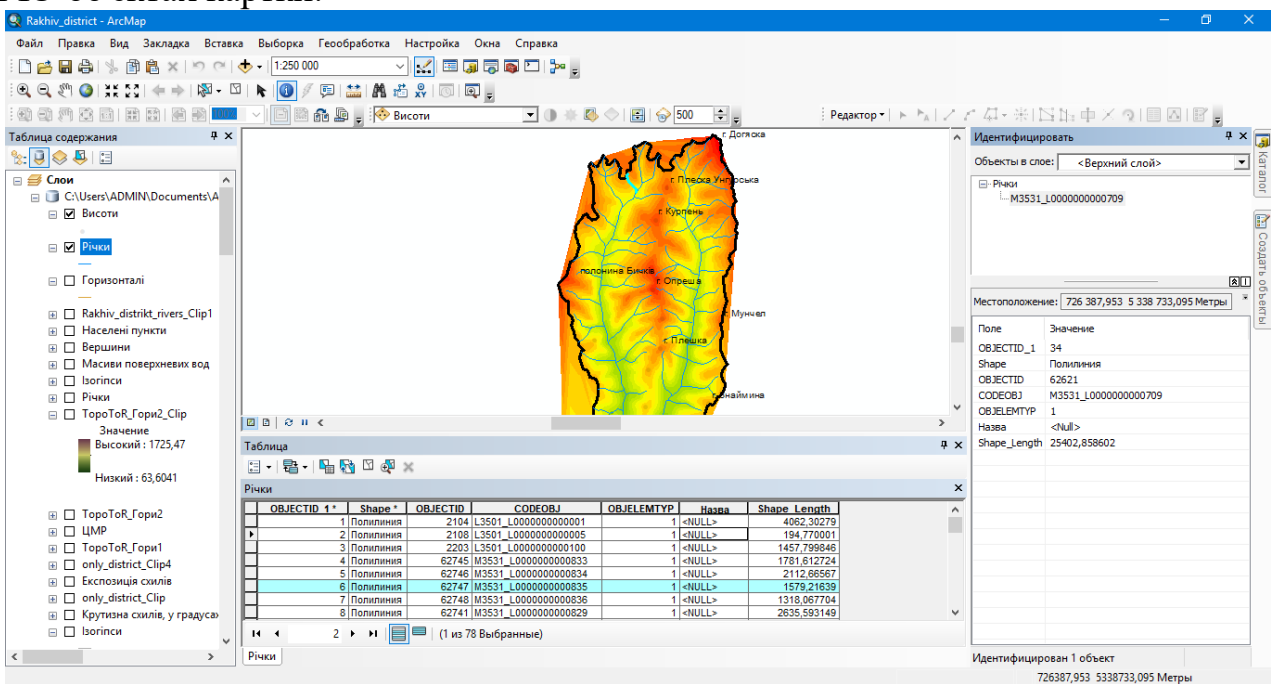 Rakhiv_district - ArcMap
Файл Правка Вид Закладка Вставка Выборка Геообработка Настройка Окна Справка
1:250 000
Висоти 500 Редактор
Таблица содержания
Слои
C:\Users\ADMIN\Documents\A
Висоти
Річки
Горизонталі
Rakhiv_distrikt_rivers_Clip1
Населені пункти
Вершини
Масиви поверхневих вод
Ізогіпси
Річки
TopoToR_Гори2_Clip
Значение
Высокий : 1725,47
Низкий : 63,6041
TopoToR_Гори2
ЦМР
TopoToR_Гори1
only_district_Clip4
Експозиція схилів
only_district_Clip
Крутизна схилів, у градусах
Ізогіпси
г. Догяска
г. Плеска Унгорська
г. Курпень
полонина Бичків
г. Опреша
Мунчел
г. Плешка
Таблица
Річки
OBJECTID_1 * Shape * OBJECTID CODEOBJ OBJELEMTYP Назва Shape_Length
1 Полилиния 2104 L3501_L0000000000001 1 <NULL> 4062,30279
2 Полилиния 2108 L3501_L0000000000005 1 <NULL> 194,770001
3 Полилиния 2203 L3501_L0000000000100 1 <NULL> 1457,799846
4 Полилиния 62745 M3531_L0000000000833 1 <NULL> 1781,612724
5 Полилиния 62746 M3531_L0000000000834 1 <NULL> 2112,66567
6 Полилиния 62747 M3531_L0000000000835 1 <NULL> 1579,21639
7 Полилиния 62748 M3531_L0000000000836 1 <NULL> 1318,067704
8 Полилиния 62741 M3531_L0000000000829 1 <NULL> 2635,593149
2 (1 из 78 Выбранные)
Річки
Идентифицировать
Объекты в слое: <Верхний слой>
Річки
M3531_L0000000000709
Местоположение: 726 387,953 5 338 733,095 Метры
Поле Значение
OBJECTID_1 34
Shape Полилиния
OBJECTID 62621
CODEOBJ M3531_L0000000000709
OBJELEMTYP 1
Назва <Null>
Shape_Length 25402,858602
Идентифицирован 1 объект
Каталог
Создать объекты
726387,953 5338733,095 Метры